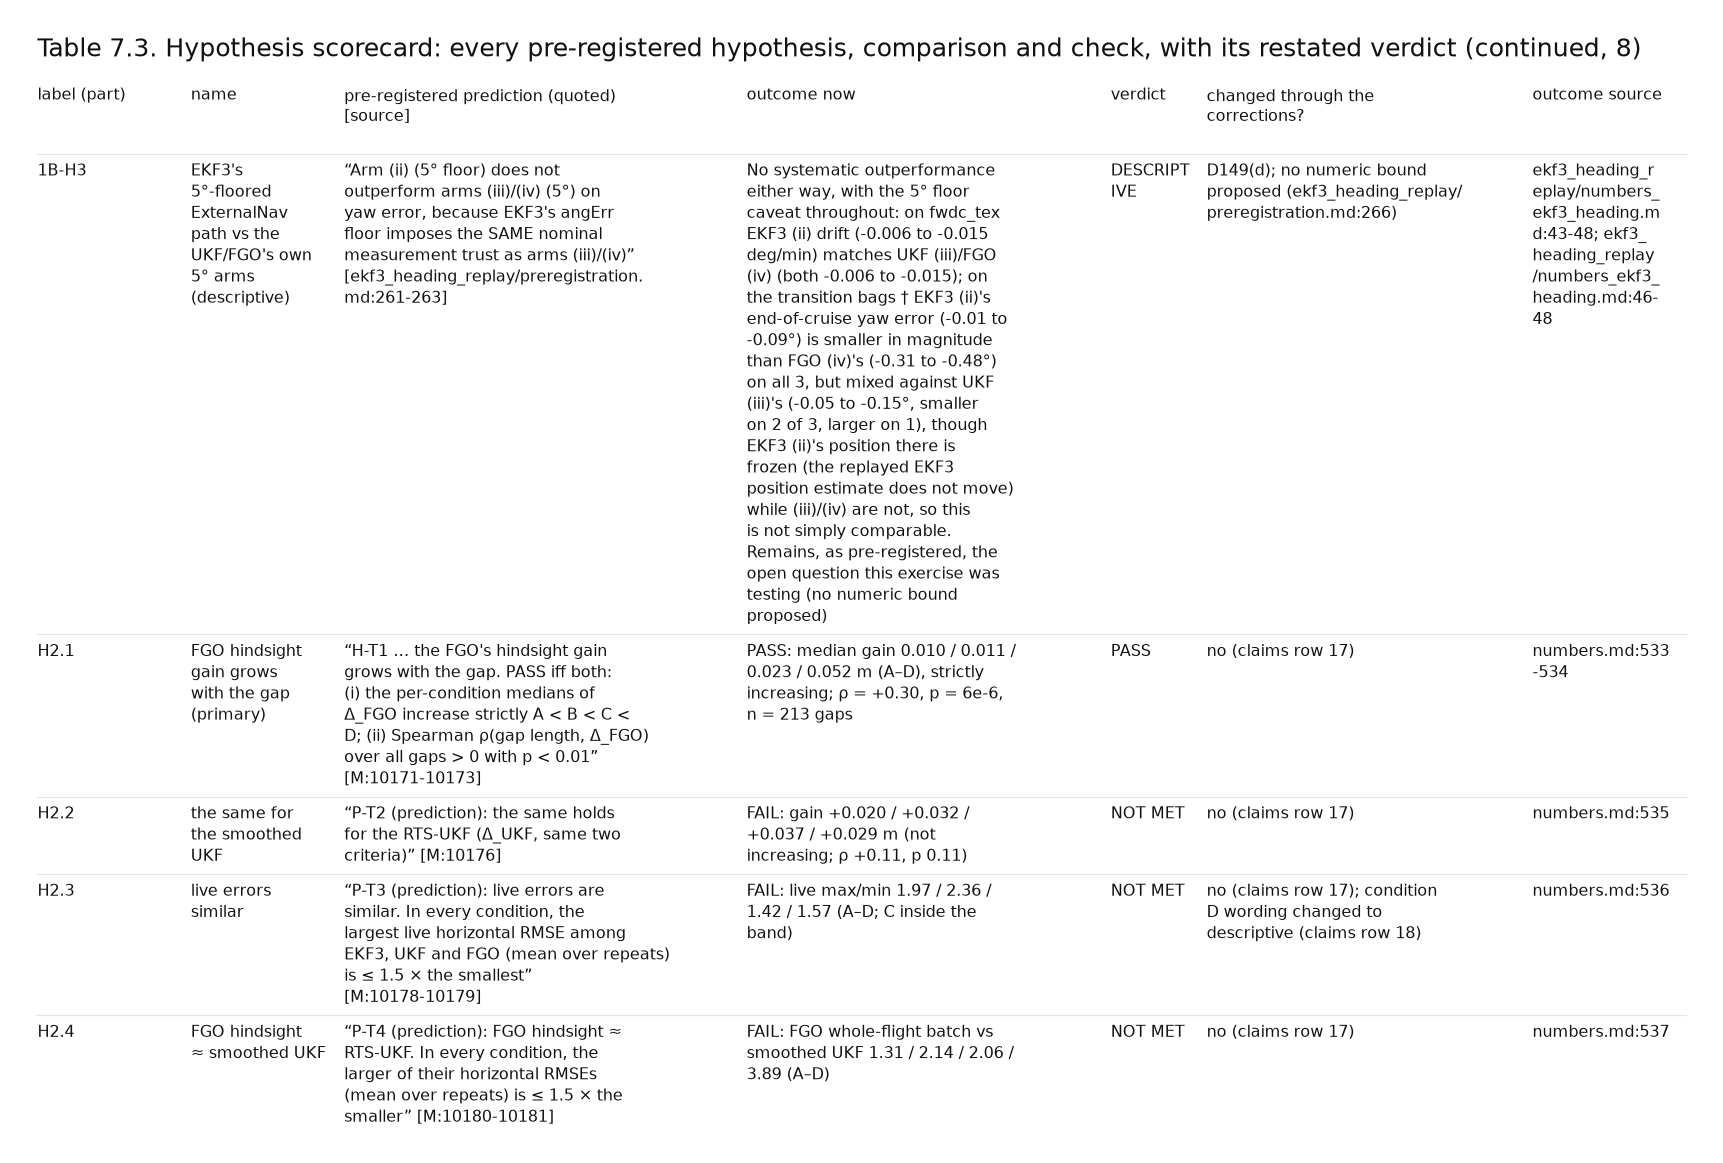 Table 7.3. Hypothesis scorecard: every pre-registered hypothesis, comparison and check, with its restated verdict (continued, 8)
label (part)
name
pre-registered prediction (quoted)
[source]
outcome now
verdict
changed through the
corrections?
outcome source
1B-H3
EKF3's
5°-floored
ExternalNav
path vs the
UKF/FGO's own
5° arms
(descriptive)
“Arm (ii) (5° floor) does not
outperform arms (iii)/(iv) (5°) on
yaw error, because EKF3's angErr
floor imposes the SAME nominal
measurement trust as arms (iii)/(iv)”
[ekf3_heading_replay/preregistration.
md:261-263]
No systematic outperformance
either way, with the 5° floor
caveat throughout: on fwdc_tex
EKF3 (ii) drift (-0.006 to -0.015
deg/min) matches UKF (iii)/FGO
(iv) (both -0.006 to -0.015); on
the transition bags † EKF3 (ii)'s
end-of-cruise yaw error (-0.01 to
-0.09°) is smaller in magnitude
than FGO (iv)'s (-0.31 to -0.48°)
on all 3, but mixed against UKF
(iii)'s (-0.05 to -0.15°, smaller
on 2 of 3, larger on 1), though
EKF3 (ii)'s position there is
frozen (the replayed EKF3
position estimate does not move)
while (iii)/(iv) are not, so this
is not simply comparable.
Remains, as pre-registered, the
open question this exercise was
testing (no numeric bound
proposed)
DESCRIPT
IVE
D149(d); no numeric bound
proposed (ekf3_heading_replay/
preregistration.md:266)
ekf3_heading_r
eplay/numbers_
ekf3_heading.m
d:43-48; ekf3_
heading_replay
/numbers_ekf3_
heading.md:46-
48
H2.1
FGO hindsight
gain grows
with the gap
(primary)
“H-T1 … the FGO's hindsight gain
grows with the gap. PASS iff both:
(i) the per-condition medians of
Δ_FGO increase strictly A < B < C <
D; (ii) Spearman ρ(gap length, Δ_FGO)
over all gaps > 0 with p < 0.01”
[M:10171-10173]
PASS: median gain 0.010 / 0.011 /
0.023 / 0.052 m (A–D), strictly
increasing; ρ = +0.30, p = 6e-6,
n = 213 gaps
PASS
no (claims row 17)
numbers.md:533
-534
H2.2
the same for
the smoothed
UKF
“P-T2 (prediction): the same holds
for the RTS-UKF (Δ_UKF, same two
criteria)” [M:10176]
FAIL: gain +0.020 / +0.032 /
+0.037 / +0.029 m (not
increasing; ρ +0.11, p 0.11)
NOT MET
no (claims row 17)
numbers.md:535
H2.3
live errors
similar
“P-T3 (prediction): live errors are
similar. In every condition, the
largest live horizontal RMSE among
EKF3, UKF and FGO (mean over repeats)
is ≤ 1.5 × the smallest”
[M:10178-10179]
FAIL: live max/min 1.97 / 2.36 /
1.42 / 1.57 (A–D; C inside the
band)
NOT MET
no (claims row 17); condition
D wording changed to
descriptive (claims row 18)
numbers.md:536
H2.4
FGO hindsight
≈ smoothed UKF
“P-T4 (prediction): FGO hindsight ≈
RTS-UKF. In every condition, the
larger of their horizontal RMSEs
(mean over repeats) is ≤ 1.5 × the
smaller” [M:10180-10181]
FAIL: FGO whole-flight batch vs
smoothed UKF 1.31 / 2.14 / 2.06 /
3.89 (A–D)
NOT MET
no (claims row 17)
numbers.md:537